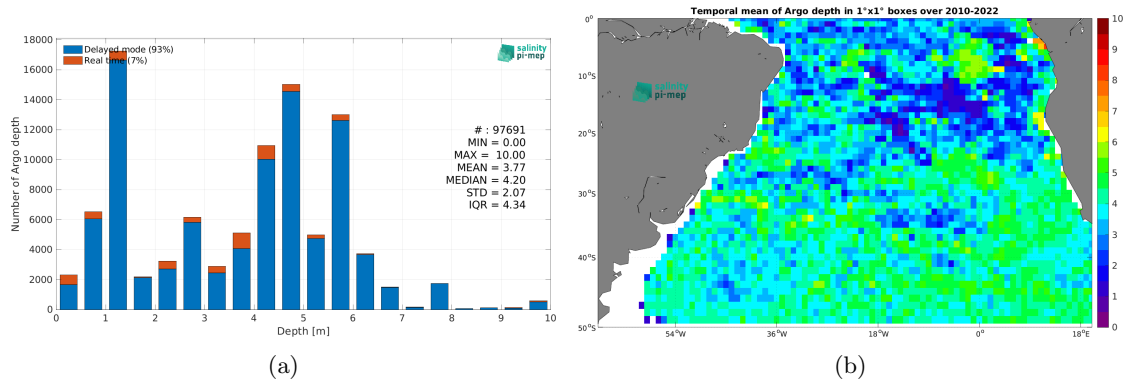 Delayed mode (93%)
Real time (7%)
salinity
pi-mep
18000
16000
14000
12000
10000
8000
6000
4000
2000
0
Number of Argo depth
# : 97691
MIN = 0.00
MAX = 10.00
MEAN = 3.77
MEDIAN = 4.20
STD = 2.07
IQR = 4.34
0 1 2 3 4 5 6 7 8 9 10
Depth [m]
(a)
Temporal mean of Argo depth in 1°x1° boxes over 2010-2022
0°
10°S
20°S
30°S
40°S
50°S
salinity
pi-mep
54°W 36°W 18°W 0° 18°E
10
9
8
7
6
5
4
3
2
1
0
(b)